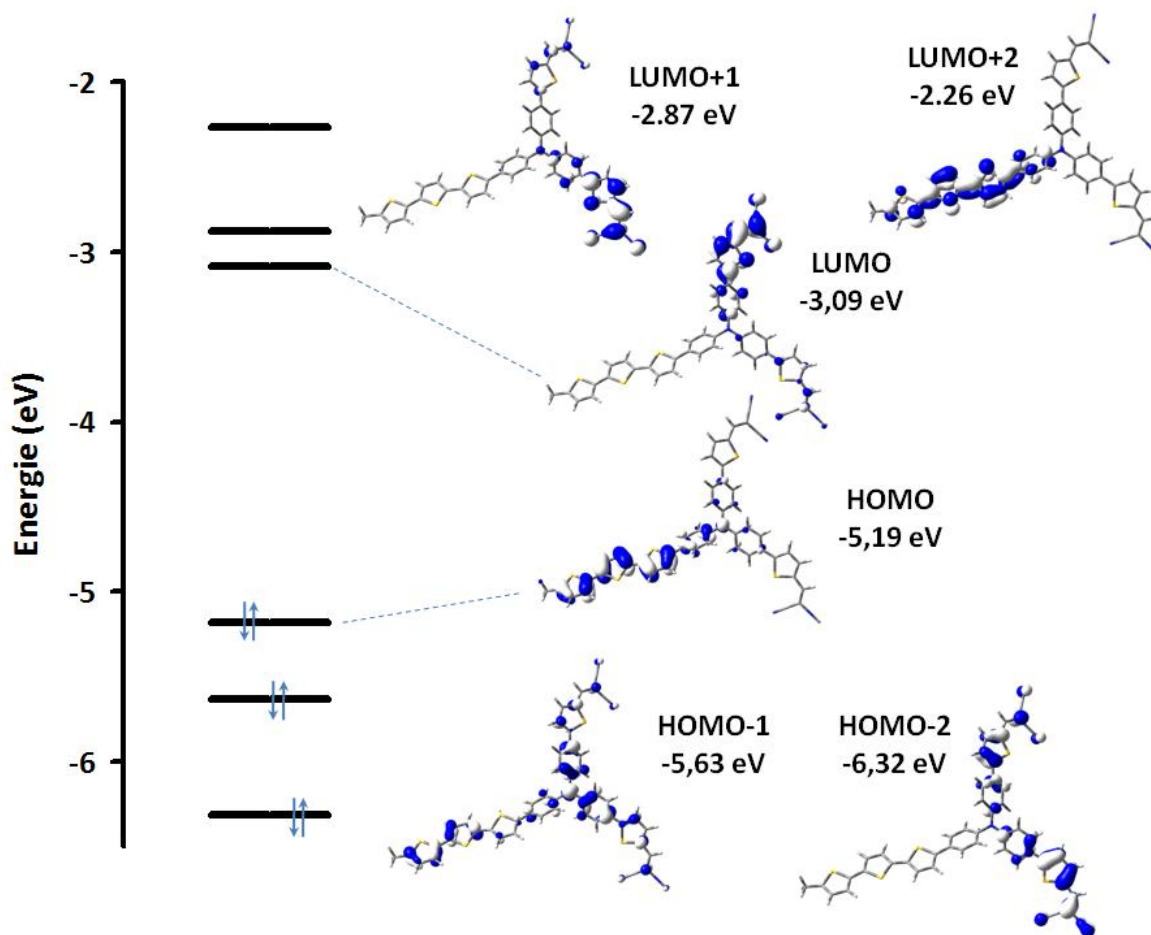 LUMO+1
-2.87 eV
LUMO+2
-2.26 eV
LUMO
-3,09 eV
HOMO
-5,19 eV
HOMO-1
-5,63 eV
HOMO-2
-6,32 eV
Energie (eV)
-2
-3
-4
-5
-6